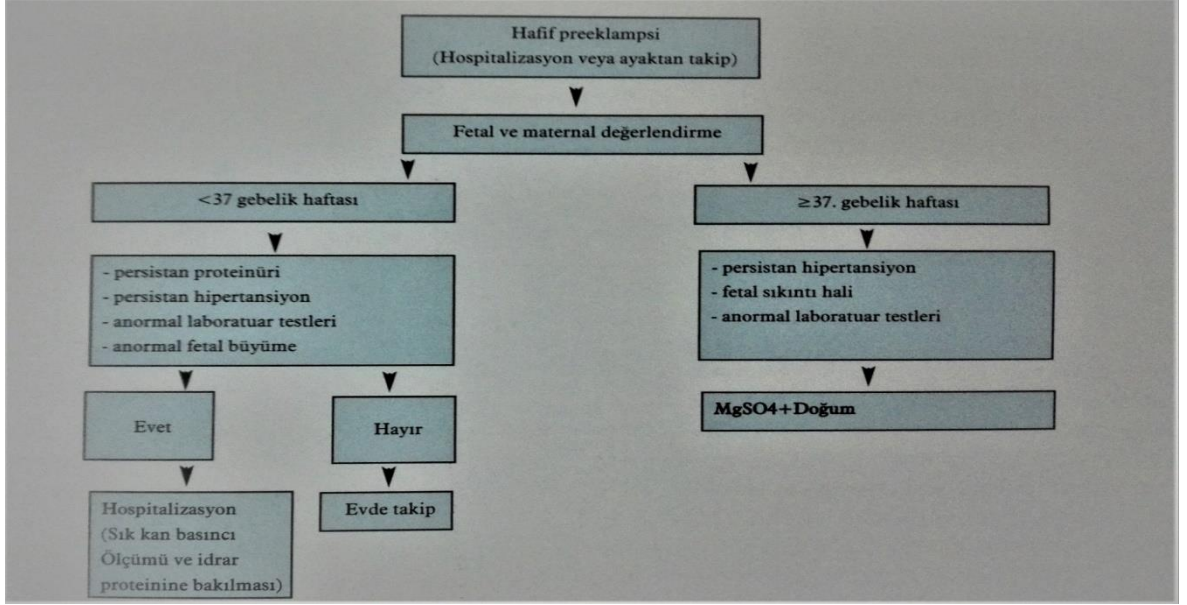 Hafif preeklampsi
(Hospitalizasyon veya ayaktan takip)
Fetal ve maternal değerlendirme
<37 gebelik haftası
≥37. gebelik haftası
- persistan proteinüri
- persistan hipertansiyon
- anormal laboratuar testleri
- anormal fetal büyüme
- persistan hipertansiyon
- fetal sıkıntı hali
- anormal laboratuar testleri
Evet
Hayır
MgSO4+Doğum
Hospitalizasyon
(Sık kan basıncı
Ölçümü ve idrar
proteinine bakılması)
Evde takip